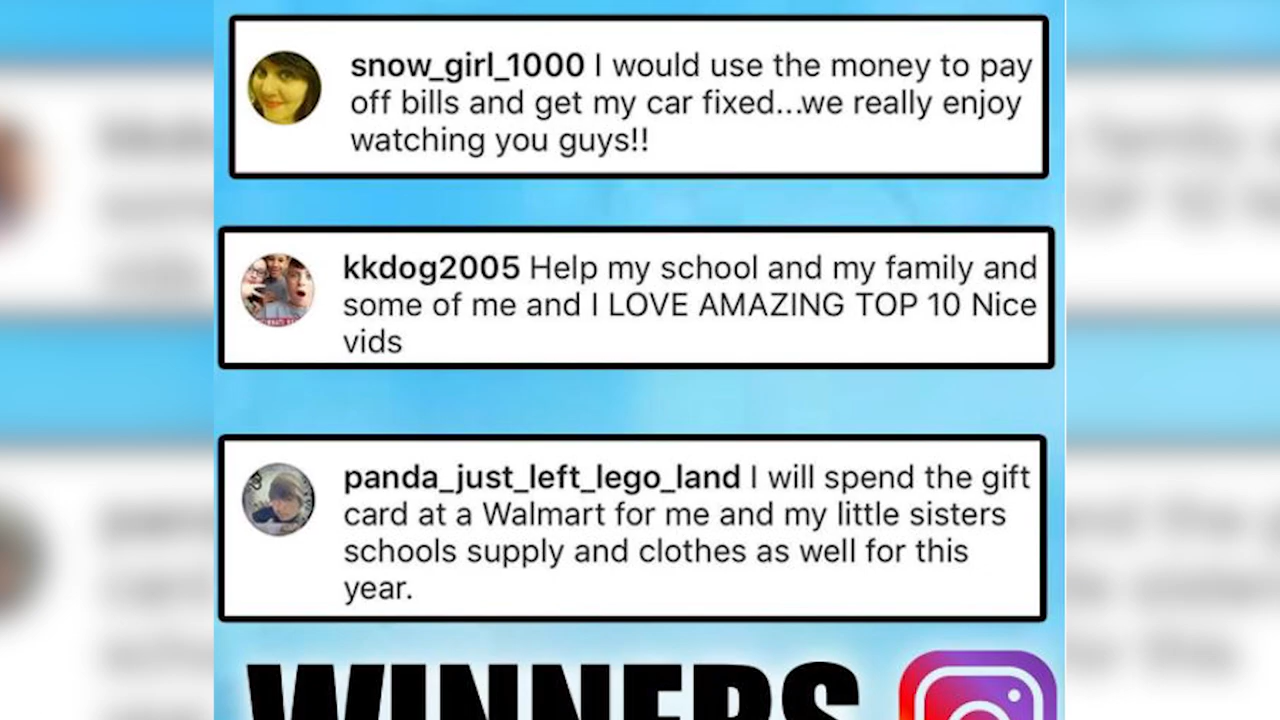 snow_girl_1000 I would use the money to pay
off bills and get my car fixed...we really enjoy
watching you guys!!
kkdog2005 Help my school and my family and
some of me and I LOVE AMAZING TOP 10 Nice
vids
panda_just_left_lego_land I will spend the gift
card at a Walmart for me and my little sisters
schools supply and clothes as well for this
year.
WINNERS